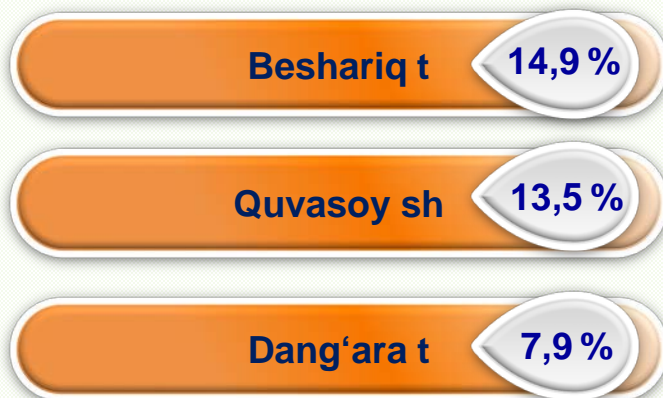 Beshariq t 14,9 %
Quvasoy sh 13,5 %
Dang‘ara t 7,9 %